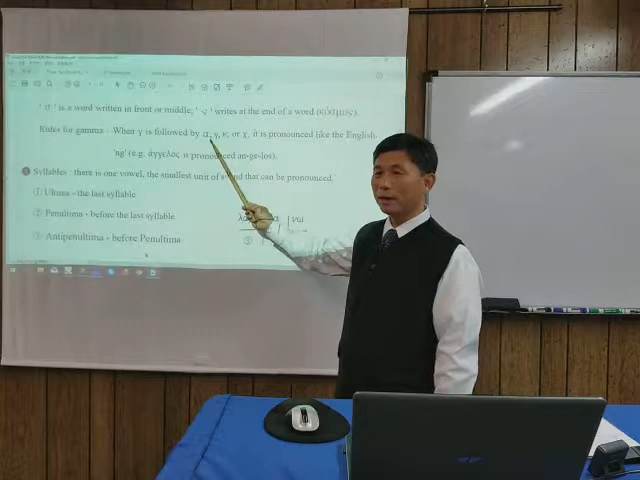 ' σ ' is a word written in front or middle, ' ς ' writes at the end of a word (κόσμος).
Rules for gamma - When γ is followed by α, γ, κ, or χ, it is pronounced like the English
'ng' (e.g. ἀγγελος is pronounced an-ge-los).
Syllables : there is one vowel, the smallest unit of sound that can be pronounced.
① Ultima - the last syllable
② Penultima - before the last syllable
③ Antipenultima - before Penultima
νω
③